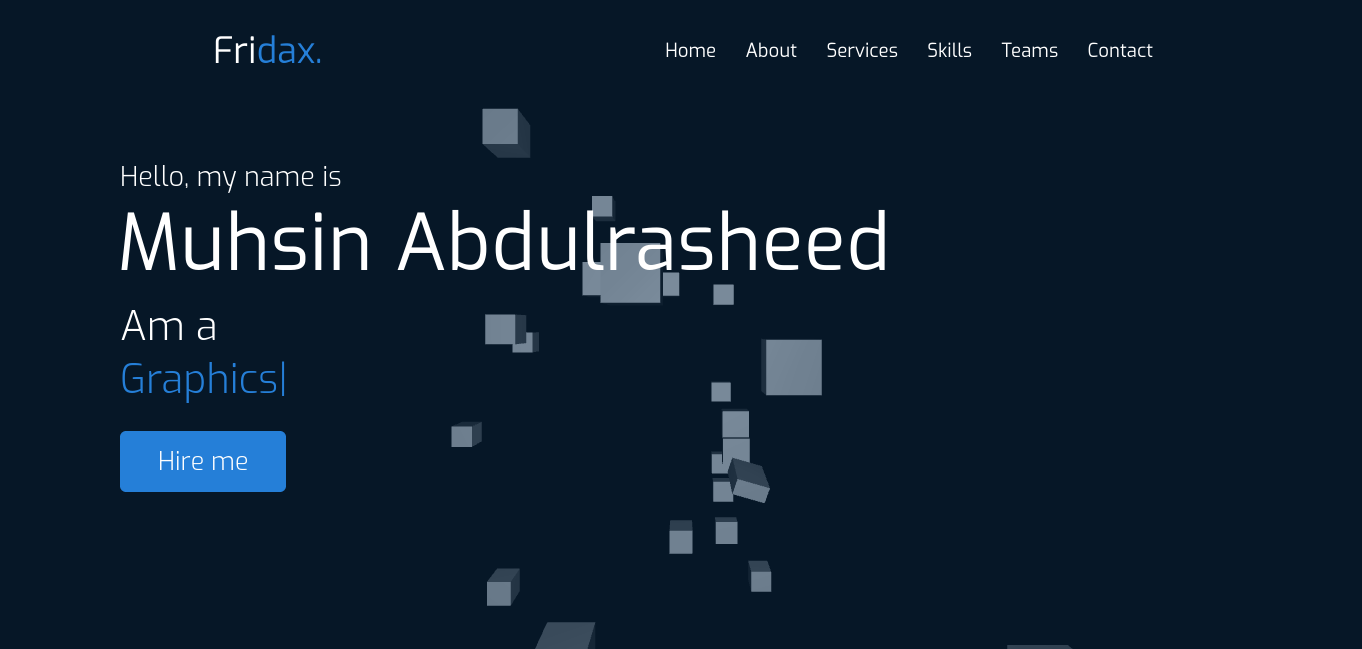 Fridax.
Home About Services Skills Teams Contact
Hello, my name is
Muhsin Abdulrasheed
Am a
Graphics|
Hire me